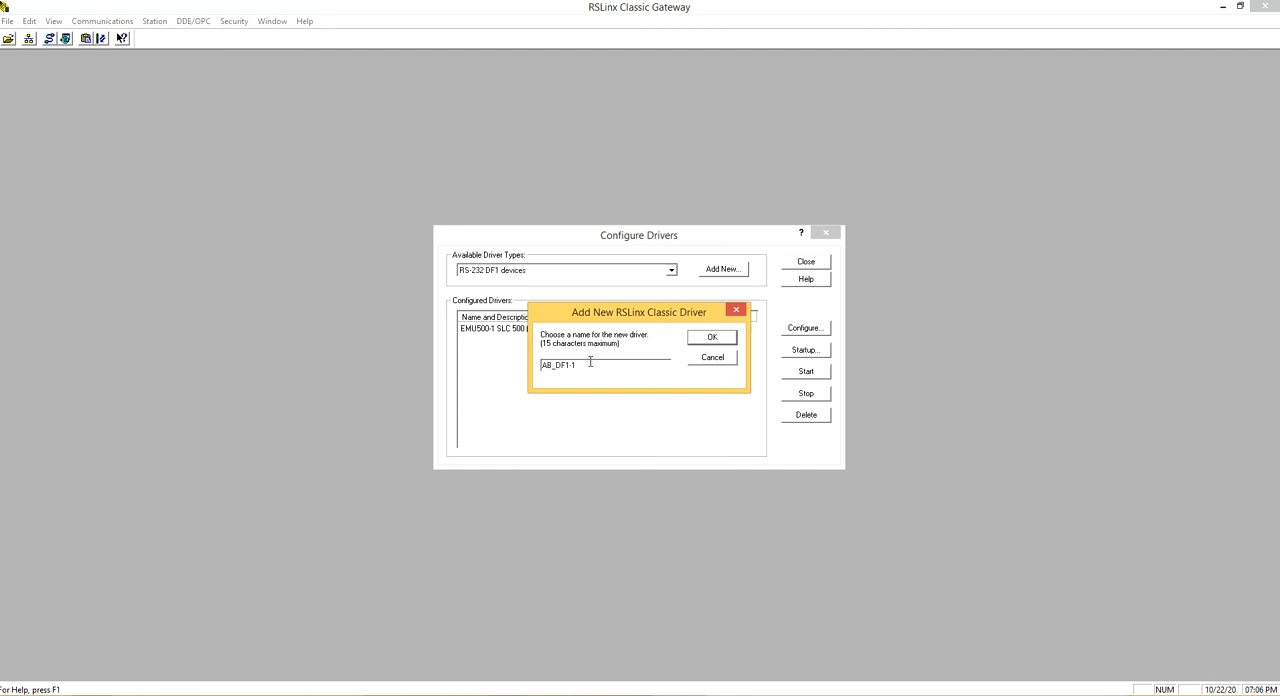 RSLinx Classic Gateway
File Edit View Communications Station DDE/OPC Security Window Help
Configure Drivers
?
Available Driver Types:
RS-232 DF1 devices
Add New...
Close
Help
Configured Drivers:
Name and Descriptio
EMU500-1 SLC 500
Add New RSLinx Classic Driver
Choose a name for the new driver.
(15 characters maximum)
AB_DF1-1
OK
Cancel
Configure...
Startup...
Start
Stop
Delete
For Help, press F1
NUM
10/22/20
07:06 PM